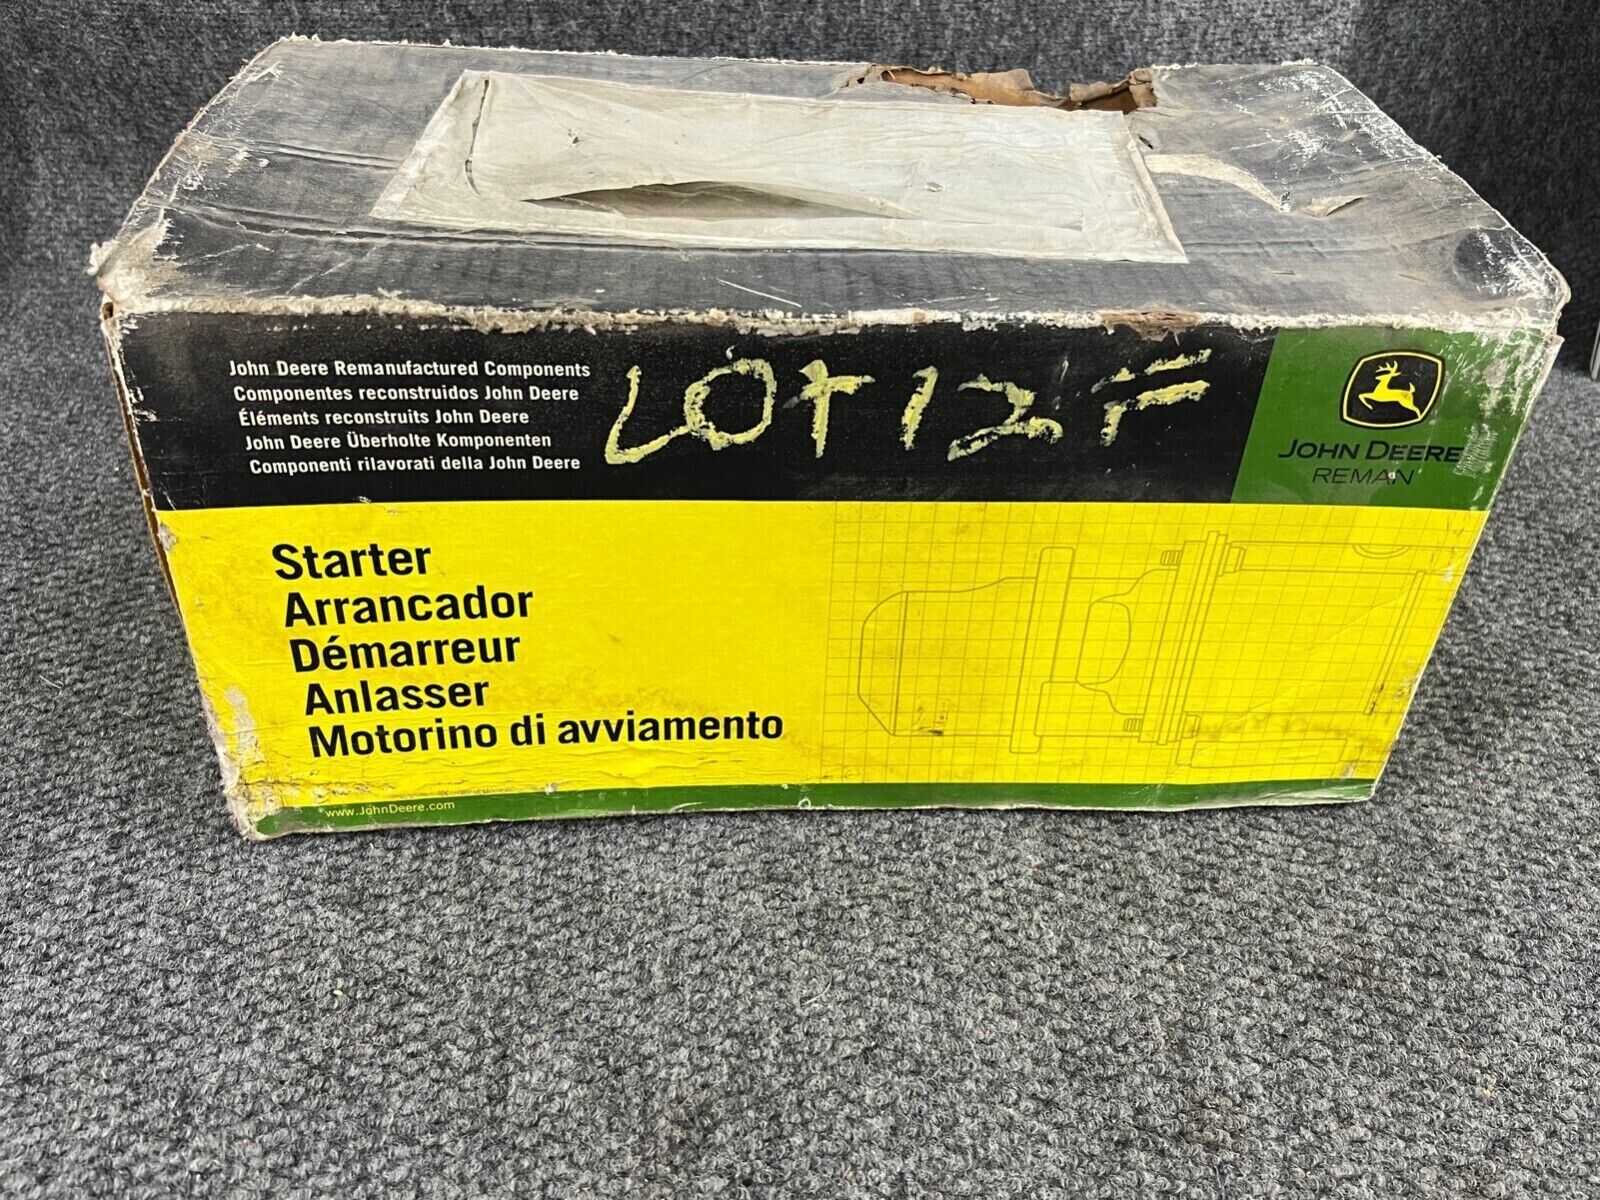 John Deere Remanufactured Components
Componentes reconstruidos John Deere
Éléments reconstruits John Deere
John Deere Überholte Komponenten
Componenti rilavorati della John Deere
LOT 12 F
JOHN DEERE
REMAN
Starter
Arrancador
Démarreur
Anlasser
Motorino di avviamento
www.JohnDeere.com